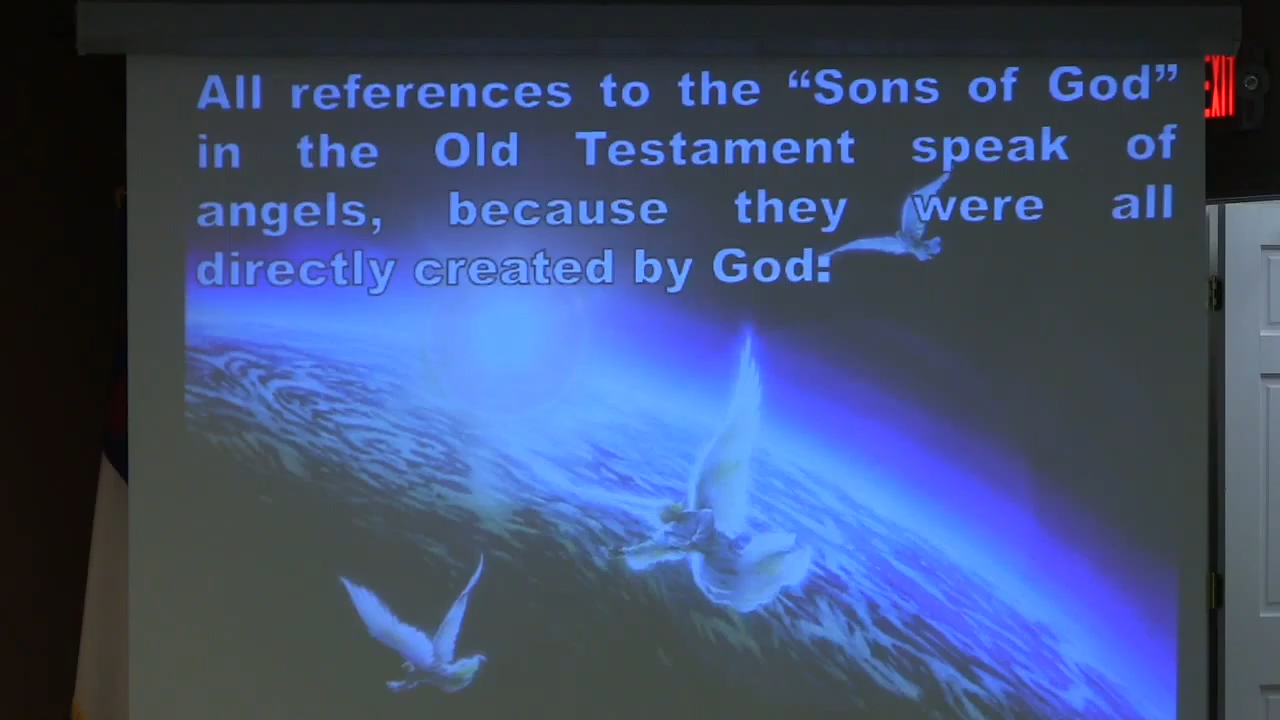 All references to the “Sons of God”
in the Old Testament speak of
angels, because they were all
directly created by God:
EXIT